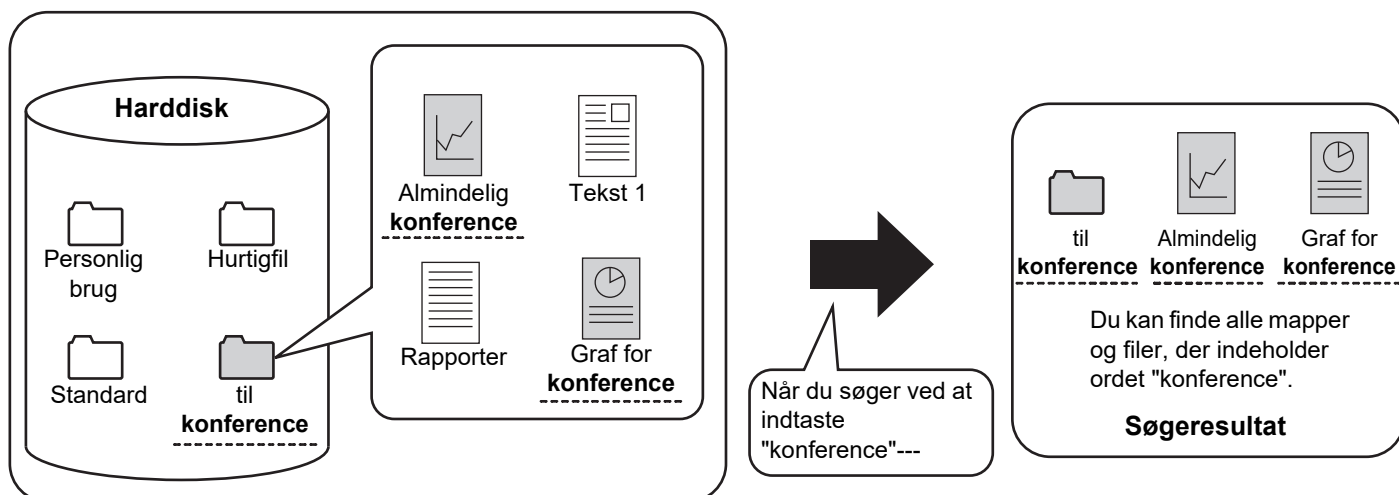 Harddisk
Personlig
brug
Hurtigfil
Standard
til
konference
Almindelig
konference
Tekst 1
Rapporter
Graf for
konference
Når du søger ved at
indtaste
"konference"---
til
konference
Almindelig
konference
Graf for
konference
Du kan finde alle mapper
og filer, der indeholder
ordet "konference".
Søgeresultat